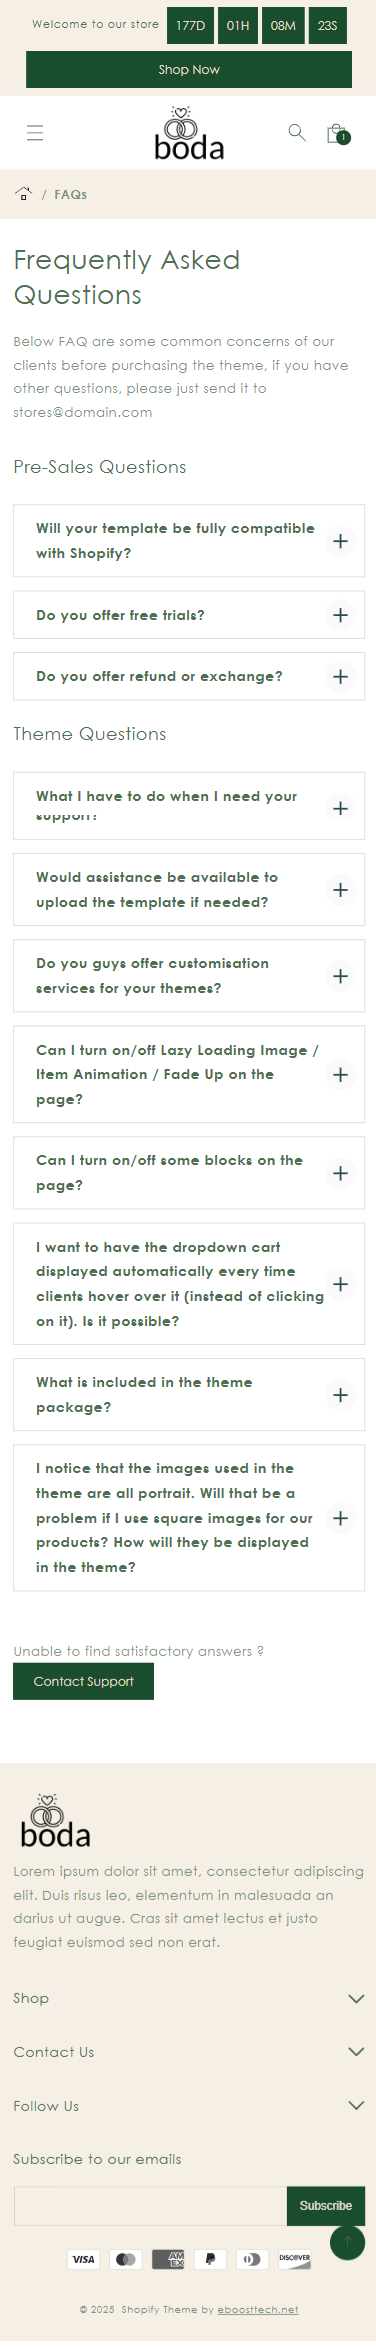 Welcome to our store 177D 01H 08M 23S
Shop Now
boda
1
/ FAQs
Frequently Asked
Questions
Below FAQ are some common concerns of our
clients before purchasing the theme, if you have
other questions, please just send it to
stores@domain.com
Pre-Sales Questions
Will your template be fully compatible
with Shopify?
Do you offer free trials?
Do you offer refund or exchange?
Theme Questions
What I have to do when I need your
support?
Would assistance be available to
upload the template if needed?
Do you guys offer customisation
services for your themes?
Can I turn on/off Lazy Loading Image /
Item Animation / Fade Up on the
page?
Can I turn on/off some blocks on the
page?
I want to have the dropdown cart
displayed automatically every time
clients hover over it (instead of clicking
on it). Is it possible?
What is included in the theme
package?
I notice that the images used in the
theme are all portrait. Will that be a
problem if I use square images for our
products? How will they be displayed
in the theme?
Unable to find satisfactory answers ?
Contact Support
boda
Lorem ipsum dolor sit amet, consectetur adipiscing
elit. Duis risus leo, elementum in malesuada an
darius ut augue. Cras sit amet lectus et justo
feugiat euismod sed non erat.
Shop
Contact Us
Follow Us
Subscribe to our emails
Subscribe
VISA AMEX DISCOVER
© 2025 Shopify Theme by eboosttech.net